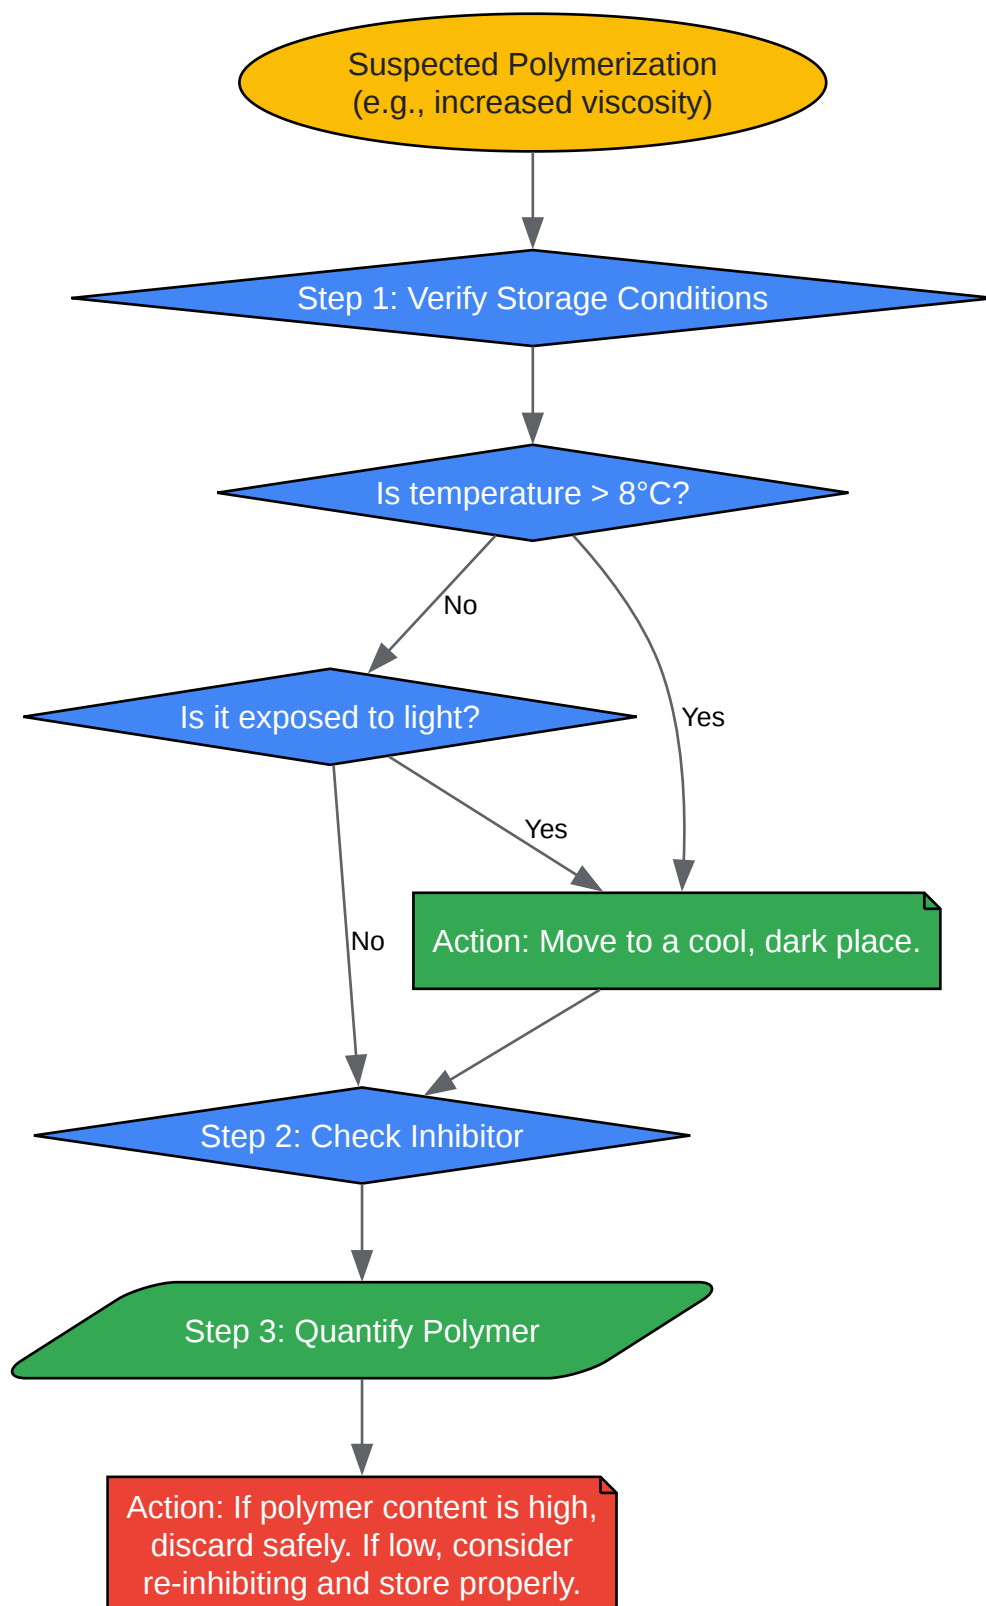 Suspected Polymerization
(e.g., increased viscosity)
Step 1: Verify Storage Conditions
Is temperature > 8°C?
No
Is it exposed to light?
Yes
Yes
No
Action: Move to a cool, dark place.
Step 2: Check Inhibitor
Step 3: Quantify Polymer
Action: If polymer content is high,
discard safely. If low, consider
re-inhibiting and store properly.